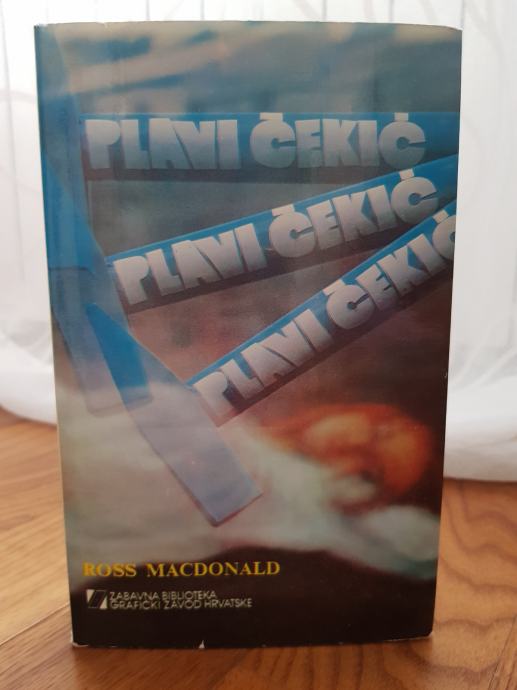 PLAVI ČEKIĆ
PLAVI ČEKIĆ
PLAVI ČEKIĆ
ROSS MACDONALD
ZABAVNA BIBLIOTEKA
GRAFIČKI ZAVOD HRVATSKE